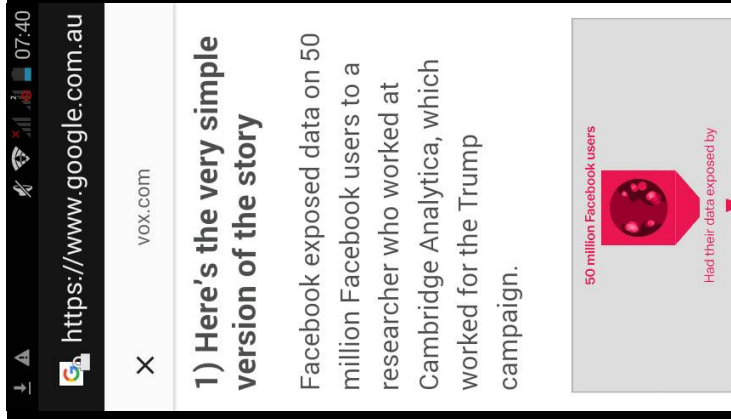 07:40
https://www.google.com.au
vox.com
1) Here's the very simple
version of the story
Facebook exposed data on 50
million Facebook users to a
researcher who worked at
Cambridge Analytica, which
worked for the Trump
campaign.
50 million Facebook users
Had their data exposed by